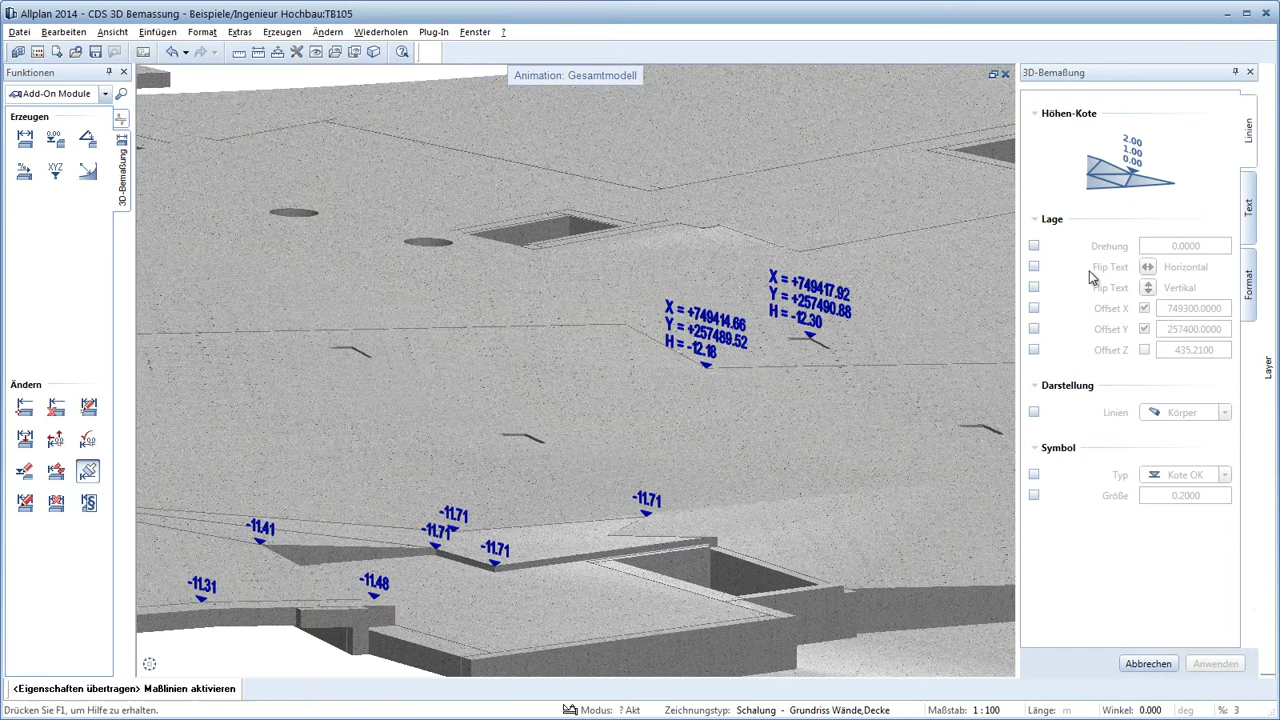 Allplan 2014 - CDS 3D Bemassung - Beispiele/Ingenieur Hochbau:TB105
Datei Bearbeiten Ansicht Einfügen Format Extras Erzeugen Ändern Wiederholen Plug-In Fenster ?
Funktionen
Add-On Module
Erzeugen
0.00
XYZ
3D-Bemaßung
Ändern
Animation: Gesamtmodell
X = +749417.92
Y = +257490.88
H = -12.30
X = +749414.66
Y = +257489.52
H = -12.18
-11.71
-11.71
-11.71
-11.71
-11.41
-11.48
-11.31
3D-Bemaßung
Höhen-Kote
2.00
1.00
0.00
Lage
Drehung 0.0000
Flip Text Horizontal
Flip Text Vertikal
Offset X 749300.0000
Offset Y 257400.0000
Offset Z 435.2100
Darstellung
Linien Körper
Symbol
Typ Kote OK
Größe 0.2000
Abbrechen Anwenden
Linien
Text
Format
Layer
<Eigenschaften übertragen> Maßlinien aktivieren
Drücken Sie F1, um Hilfe zu erhalten. Modus: ? Akt Zeichnungstyp: Schalung - Grundriss Wände,Decke Maßstab: 1 : 100 Länge: m Winkel: 0.000 deg %: 3